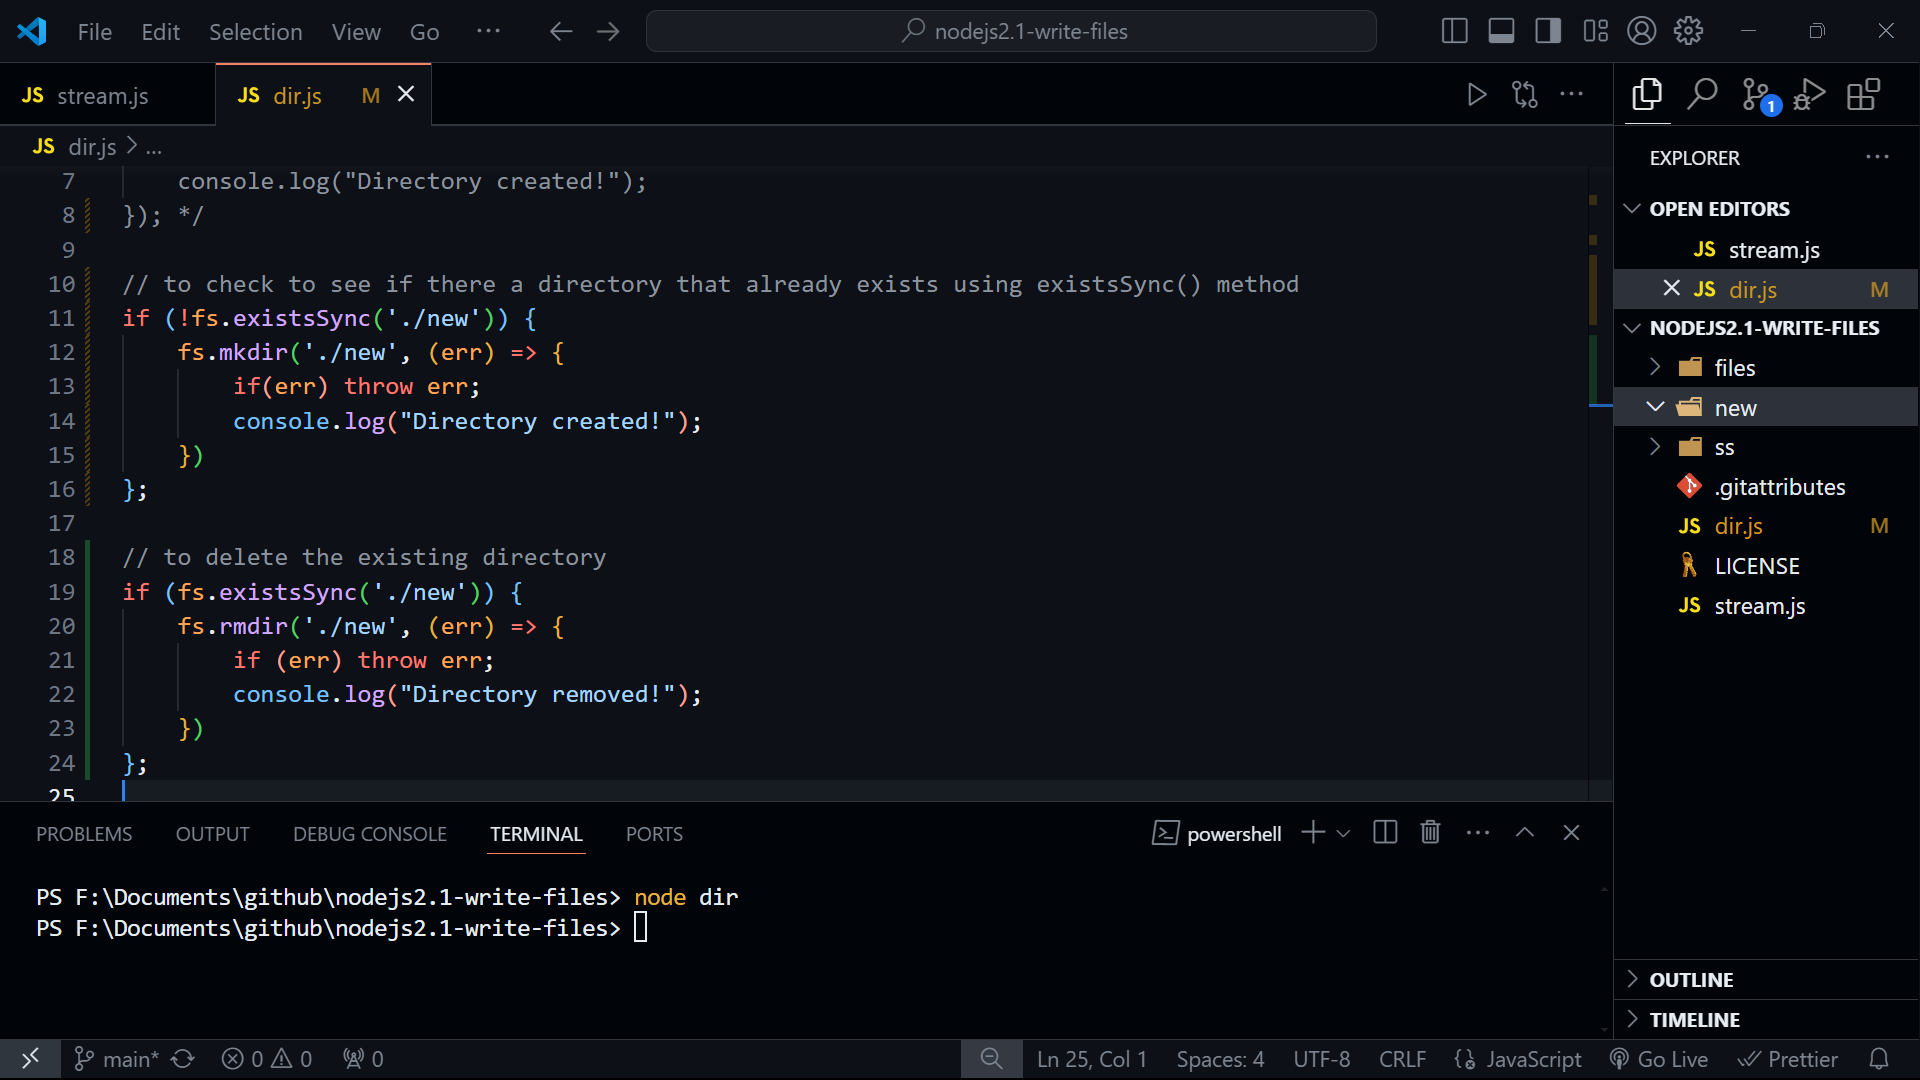 File Edit Selection View Go ··· nodejs2.1-write-files
JS stream.js
JS dir.js M
JS dir.js > ...
7 console.log("Directory created!");
8 }); */
9
10 // to check to see if there a directory that already exists using existsSync() method
11 if (!fs.existsSync('./new')) {
12 fs.mkdir('./new', (err) => {
13 if(err) throw err;
14 console.log("Directory created!");
15 })
16 };
17
18 // to delete the existing directory
19 if (fs.existsSync('./new')) {
20 fs.rmdir('./new', (err) => {
21 if (err) throw err;
22 console.log("Directory removed!");
23 })
24 };
25
PROBLEMS OUTPUT DEBUG CONSOLE TERMINAL PORTS
powershell
PS F:\Documents\github\nodejs2.1-write-files> node dir
PS F:\Documents\github\nodejs2.1-write-files>
1
EXPLORER
OPEN EDITORS
JS stream.js
JS dir.js M
NODEJS2.1-WRITE-FILES
files
new
ss
.gitattributes
JS dir.js M
LICENSE
JS stream.js
OUTLINE
TIMELINE
main* 0 0 0 Ln 25, Col 1 Spaces: 4 UTF-8 CRLF JavaScript Go Live Prettier